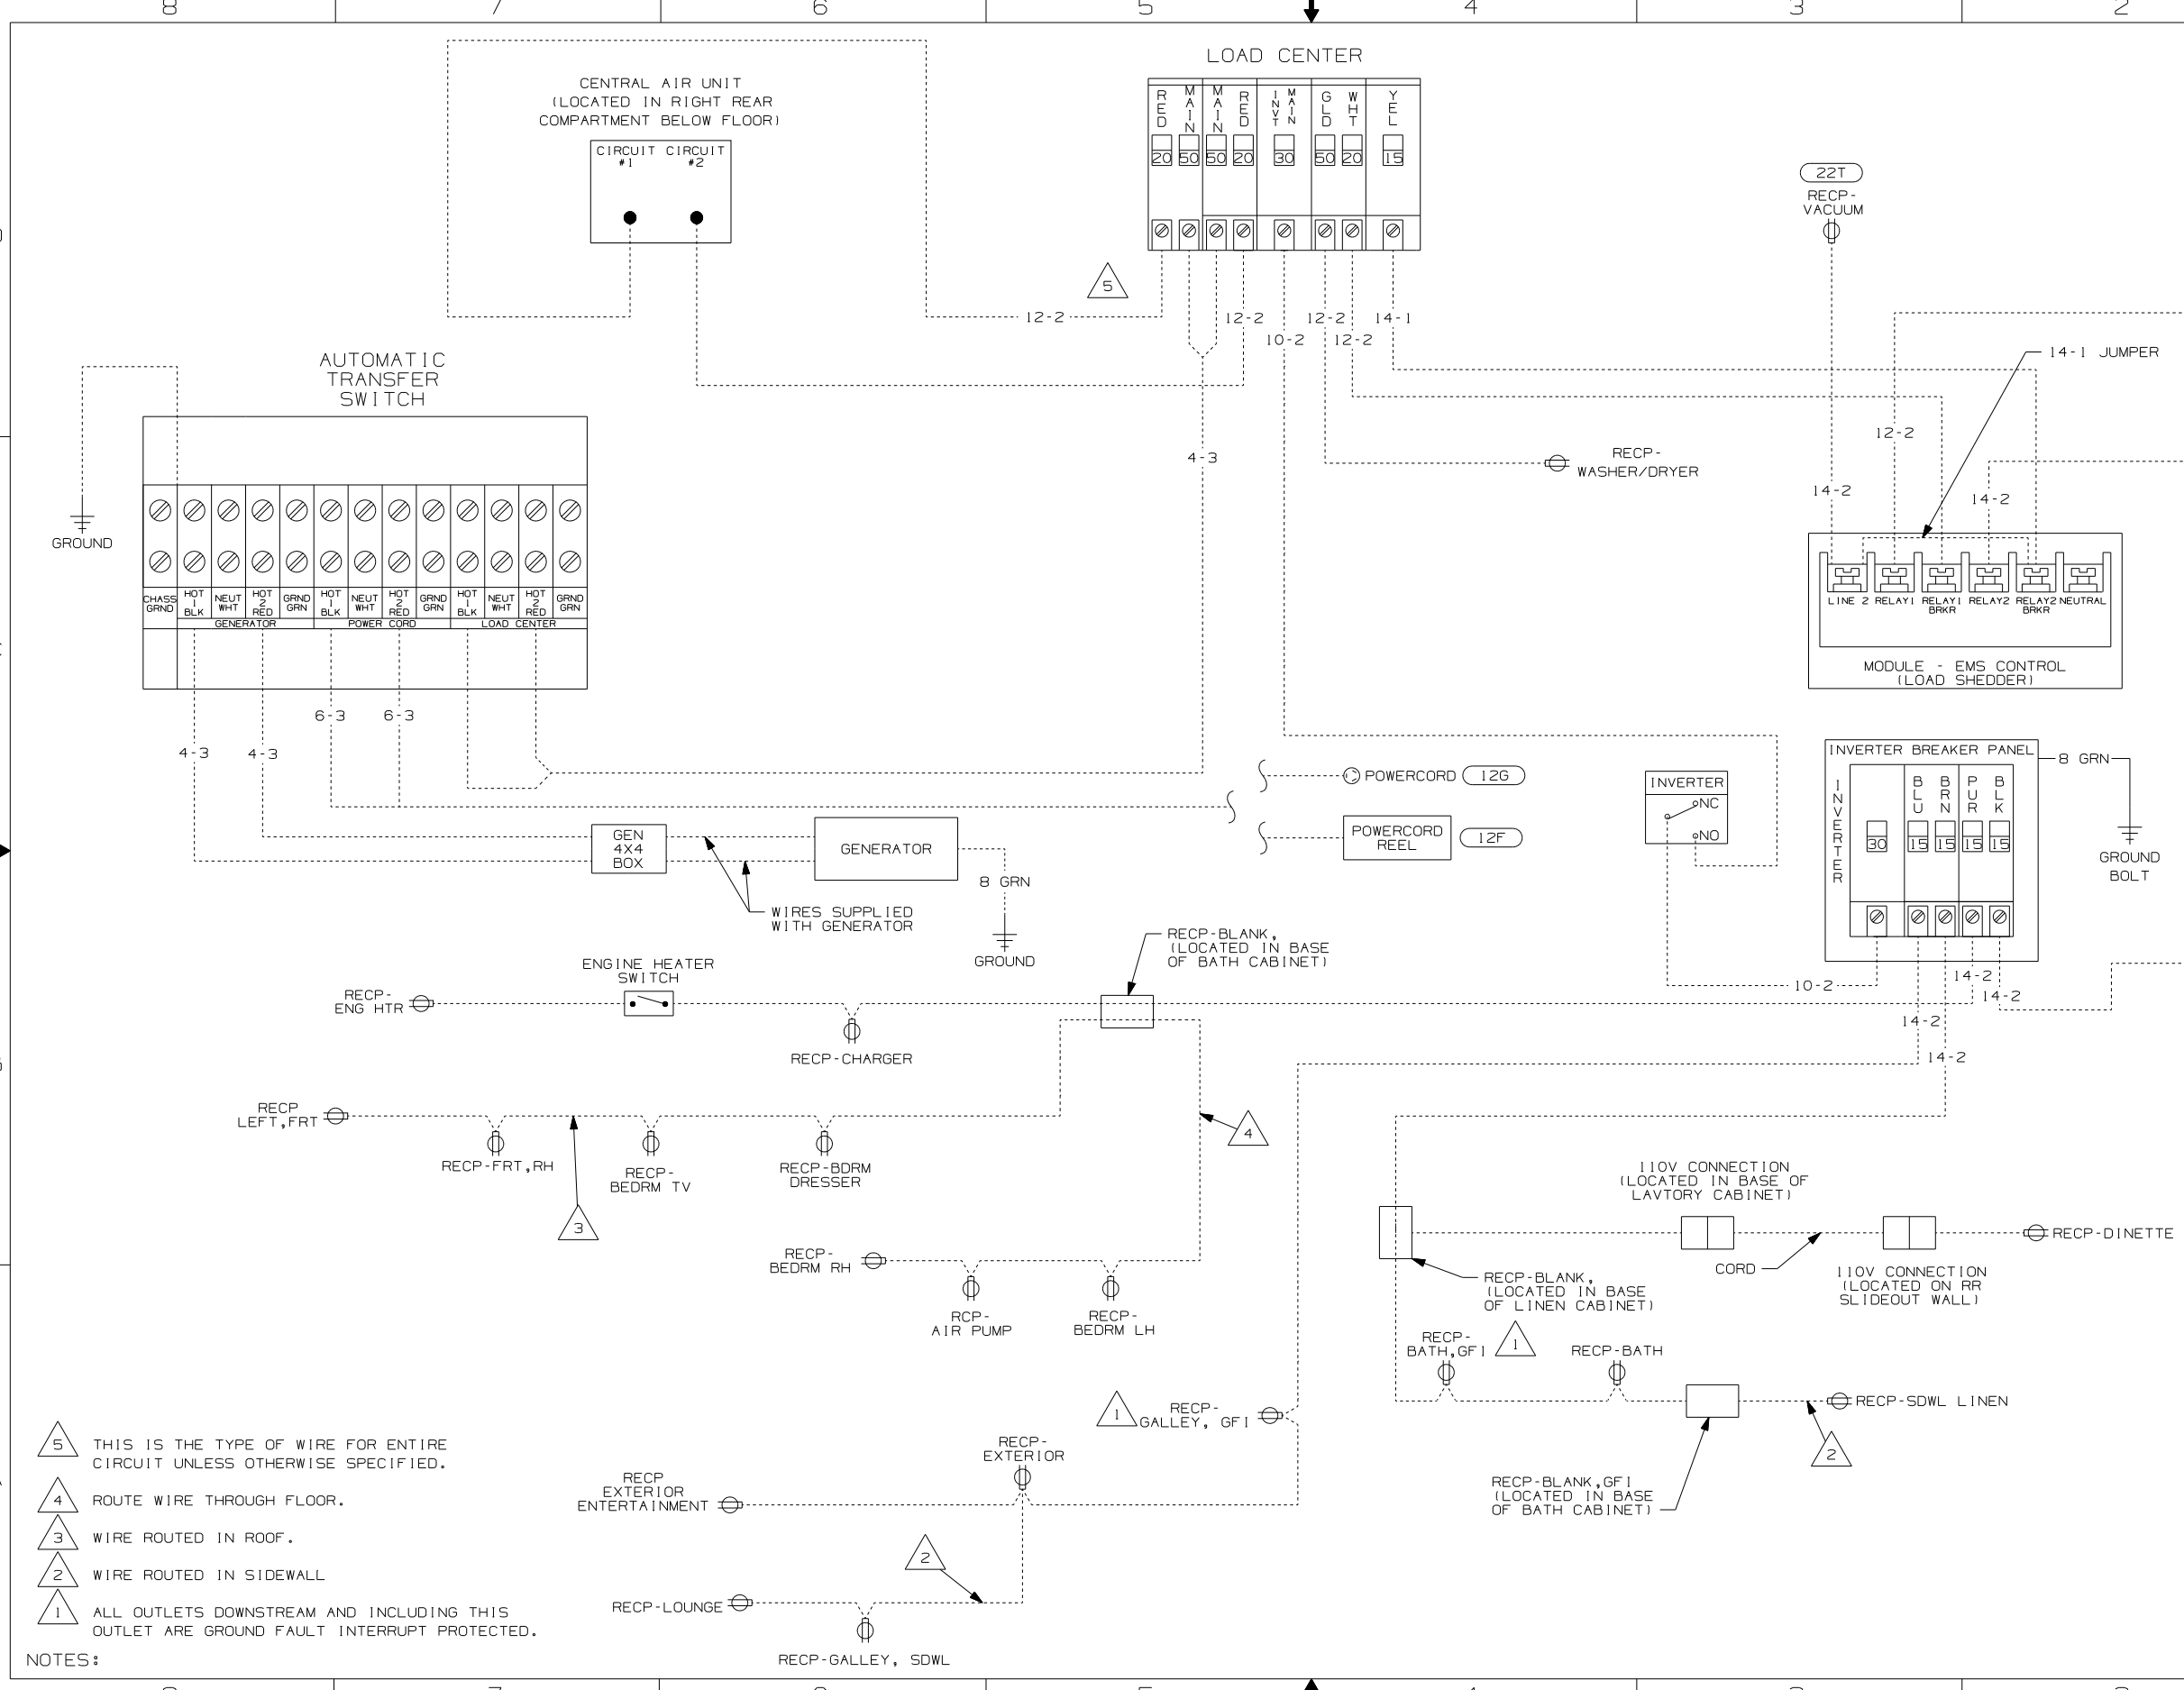 8 7 6 5 4 3 2
LOAD CENTER
RED MAIN MAIN RED INVT MAIN GLD WHT YEL
20 50 50 20 30 50 20 15
CENTRAL AIR UNIT
(LOCATED IN RIGHT REAR
COMPARTMENT BELOW FLOOR)
CIRCUIT #1
CIRCUIT #2
5
12-2
12-2
10-2
12-2
12-2
14-1
4-3
22T
RECP-
VACUUM
14-1 JUMPER
12-2
14-2
14-2
RECP-
WASHER/DRYER
AUTOMATIC
TRANSFER
SWITCH
GROUND
CHASS GRND
HOT 1 BLK
NEUT WHT
HOT 2 RED
GRND GRN
HOT 1 BLK
NEUT WHT
HOT 2 RED
GRND GRN
HOT 1 BLK
NEUT WHT
HOT 2 RED
GRND GRN
GENERATOR
POWER CORD
LOAD CENTER
6-3
6-3
4-3
4-3
LINE 2
RELAY1
RELAY1 BRKR
RELAY2
RELAY2 BRKR
NEUTRAL
MODULE - EMS CONTROL
(LOAD SHEDDER)
POWERCORD
12G
POWERCORD
REEL
12F
INVERTER
NC
NO
INVERTER BREAKER PANEL
INVERTER
BLU BRN PUR BLK
30 15 15 15 15
8 GRN
GROUND
BOLT
GEN
4X4
BOX
GENERATOR
8 GRN
GROUND
WIRES SUPPLIED
WITH GENERATOR
10-2
14-2
14-2
14-2
14-2
RECP-BLANK,
(LOCATED IN BASE
OF BATH CABINET)
ENGINE HEATER
SWITCH
RECP-
ENG HTR
RECP-CHARGER
RECP
LEFT,FRT
RECP-FRT,RH
RECP-
BEDRM TV
RECP-BDRM
DRESSER
3
4
RECP-
BEDRM RH
RCP-
AIR PUMP
RECP-
BEDRM LH
110V CONNECTION
(LOCATED IN BASE OF
LAVTORY CABINET)
RECP-DINETTE
CORD
110V CONNECTION
(LOCATED ON RR
SLIDEOUT WALL)
RECP-BLANK,
(LOCATED IN BASE
OF LINEN CABINET)
RECP-
BATH,GFI
1
RECP-BATH
RECP-SDWL LINEN
2
RECP-BLANK,GFI
(LOCATED IN BASE
OF BATH CABINET)
1
RECP-
GALLEY, GFI
RECP-
EXTERIOR
RECP
EXTERIOR
ENTERTAINMENT
2
RECP-LOUNGE
RECP-GALLEY, SDWL
5 THIS IS THE TYPE OF WIRE FOR ENTIRE
CIRCUIT UNLESS OTHERWISE SPECIFIED.
4 ROUTE WIRE THROUGH FLOOR.
3 WIRE ROUTED IN ROOF.
2 WIRE ROUTED IN SIDEWALL
1 ALL OUTLETS DOWNSTREAM AND INCLUDING THIS
OUTLET ARE GROUND FAULT INTERRUPT PROTECTED.
NOTES: